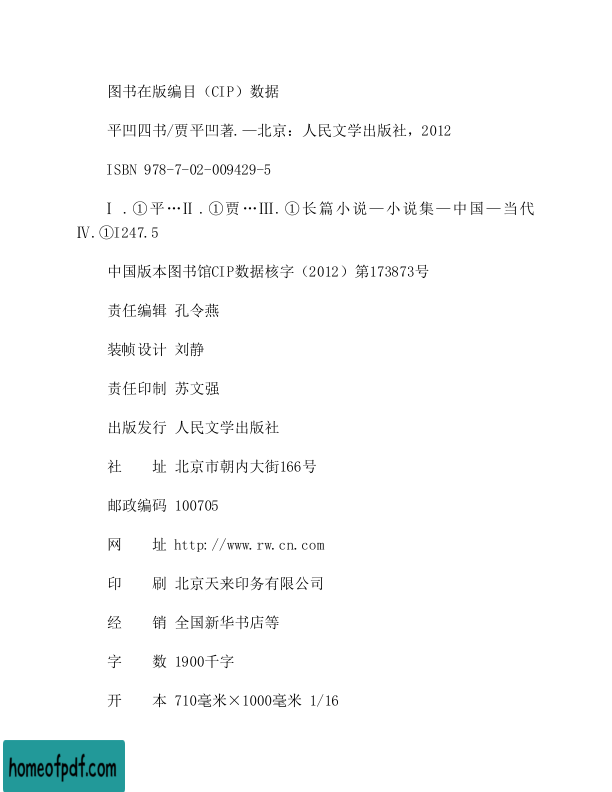 图书在版编目（CIP）数据
平凹四书/贾平凹著.—北京：人民文学出版社，2012
ISBN 978-7-02-009429-5
Ⅰ.①平…Ⅱ.①贾…Ⅲ.①长篇小说—小说集—中国—当代
Ⅳ.①I247.5
中国版本图书馆CIP数据核字（2012）第173873号
责任编辑 孔令燕
装帧设计 刘静
责任印制 苏文强
出版发行 人民文学出版社
社　　址 北京市朝内大街166号
邮政编码 100705
网　　址 http://www.rw.cn.com
印　　刷 北京天来印务有限公司
经　　销 全国新华书店等
字　　数 1900千字
开　　本 710毫米×1000毫米 1/16
homeofpdf.com